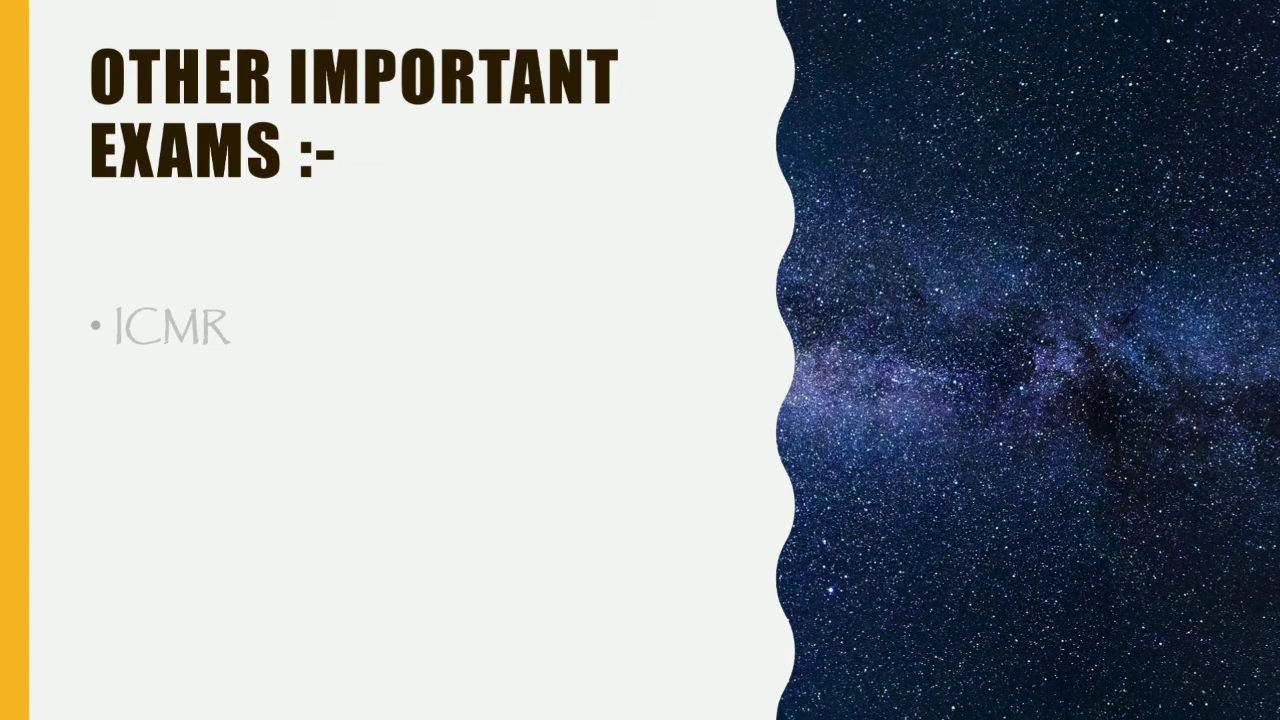 OTHER IMPORTANT
EXAMS :-
• ICMR